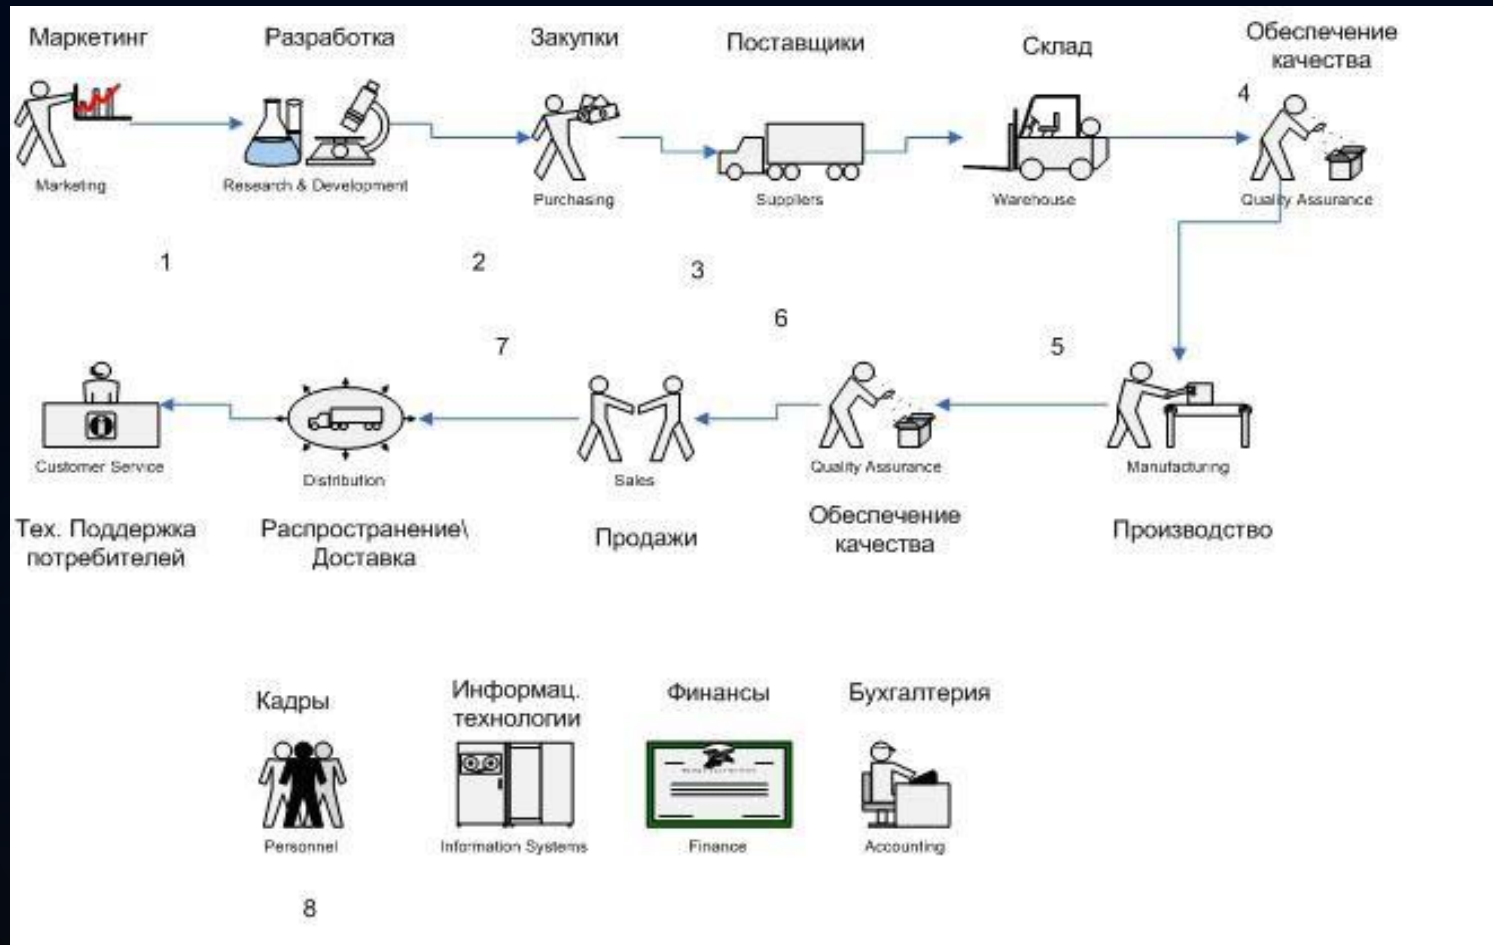 Маркетинг
Разработка
Закупки
Поставщики
Склад
Обеспечение
качества
4
Marketing
Research & Development
Purchasing
Suppliers
Warehouse
Quality Assurance
1
2
3
6
7
5
Customer Service
Distribution
Sales
Quality Assurance
Manufacturing
Тех. Поддержка
потребителей
Распространение\
Доставка
Продажи
Обеспечение
качества
Производство
Кадры
Информац.
технологии
Финансы
Бухгалтерия
Personnel
Information Systems
Finance
Accounting
8